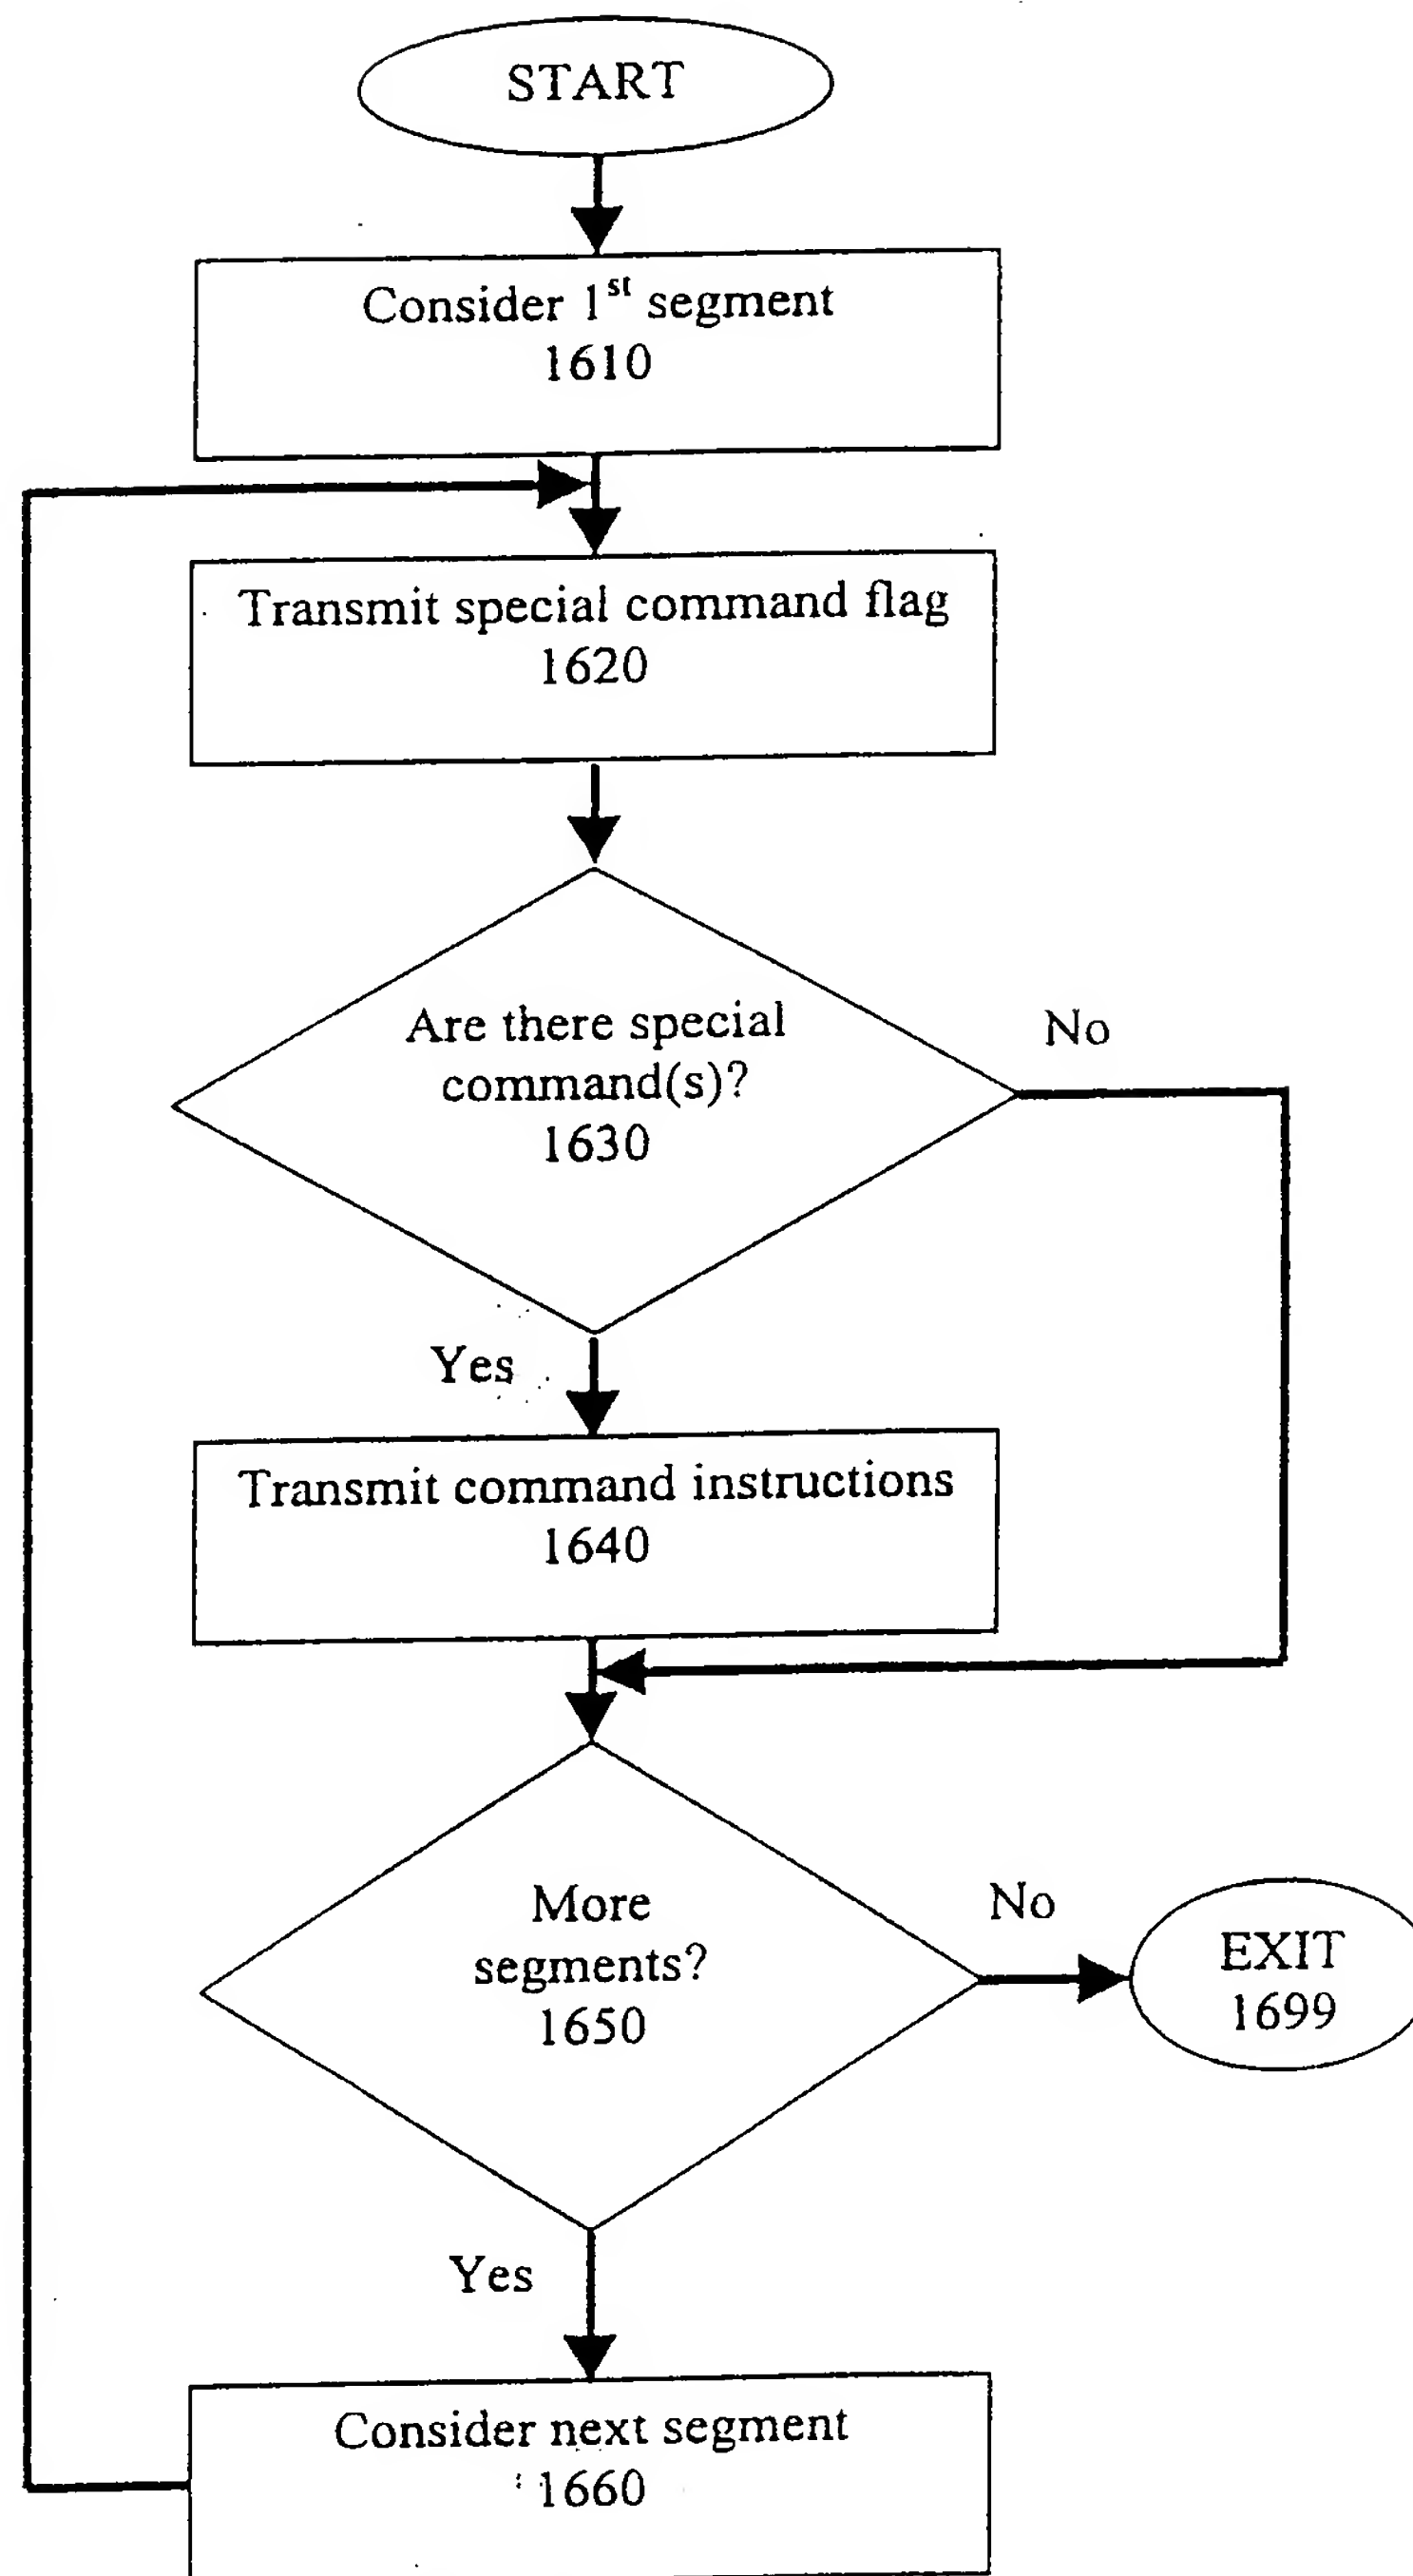 START
Consider 1st segment
1610
Transmit special command flag
1620
Are there special
command(s)?
1630
No
Yes
Transmit command instructions
1640
More
segments?
1650
No
EXIT
1699
Yes
Consider next segment
1660